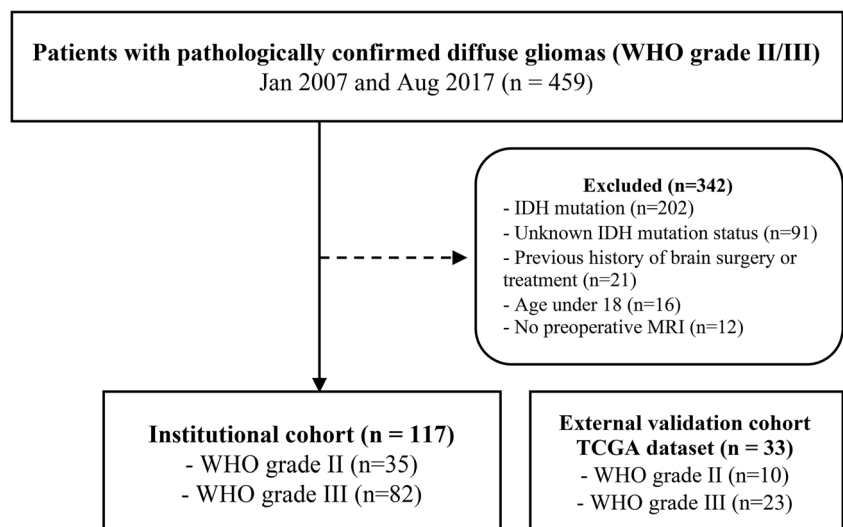 Patients with pathologically confirmed diffuse gliomas (WHO grade II/III)
Jan 2007 and Aug 2017 (n = 459)
Excluded (n=342)
- IDH mutation (n=202)
- Unknown IDH mutation status (n=91)
- Previous history of brain surgery or
treatment (n=21)
- Age under 18 (n=16)
- No preoperative MRI (n=12)
Institutional cohort (n = 117)
- WHO grade II (n=35)
- WHO grade III (n=82)
External validation cohort
TCGA dataset (n = 33)
- WHO grade II (n=10)
- WHO grade III (n=23)